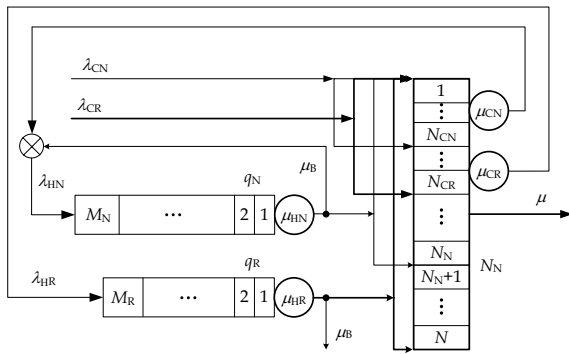 λCN
λCR
1
⋮
μCN
NCN
⋮
μCR
NCR
λHN
μB
qN
MN ⋯ 2 1 μHN
⋮
μ
NN
NN
NN+1
λHR
qR
MR ⋯ 2 1 μHR
⋮
μB
N